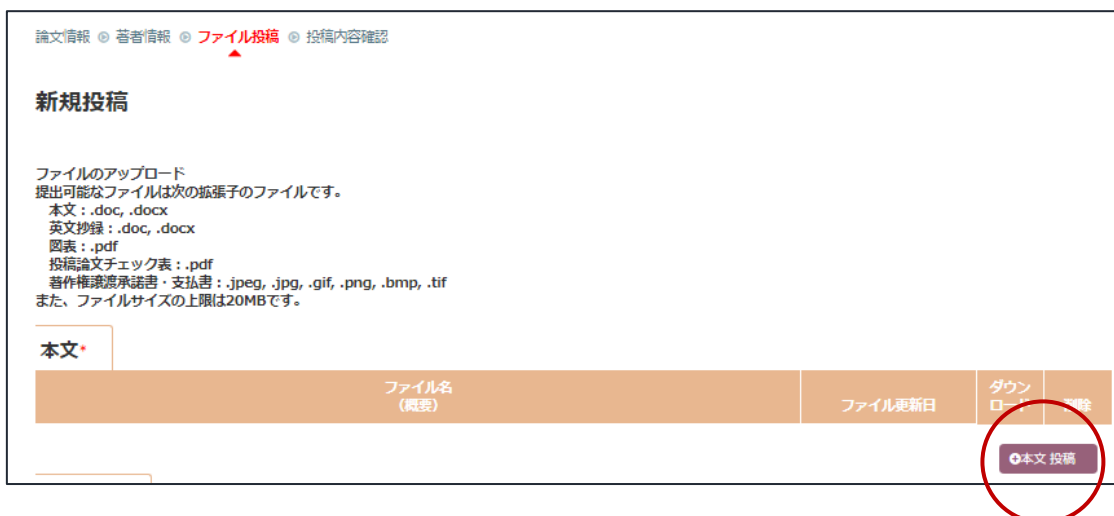 論文情報 著者情報 ファイル投稿 投稿内容確認
新規投稿
ファイルのアップロード
提出可能なファイルは次の拡張子のファイルです。
本文：.doc, .docx
英文抄録：.doc, .docx
図表：.pdf
投稿論文チェック表：.pdf
著作権譲渡承諾書・支払書：.jpeg, .jpg, .gif, .png, .bmp, .tif
また、ファイルサイズの上限は20MBです。
本文*
ファイル名
（概要）
ファイル更新日
ダウン
ロード
削除
本文 投稿